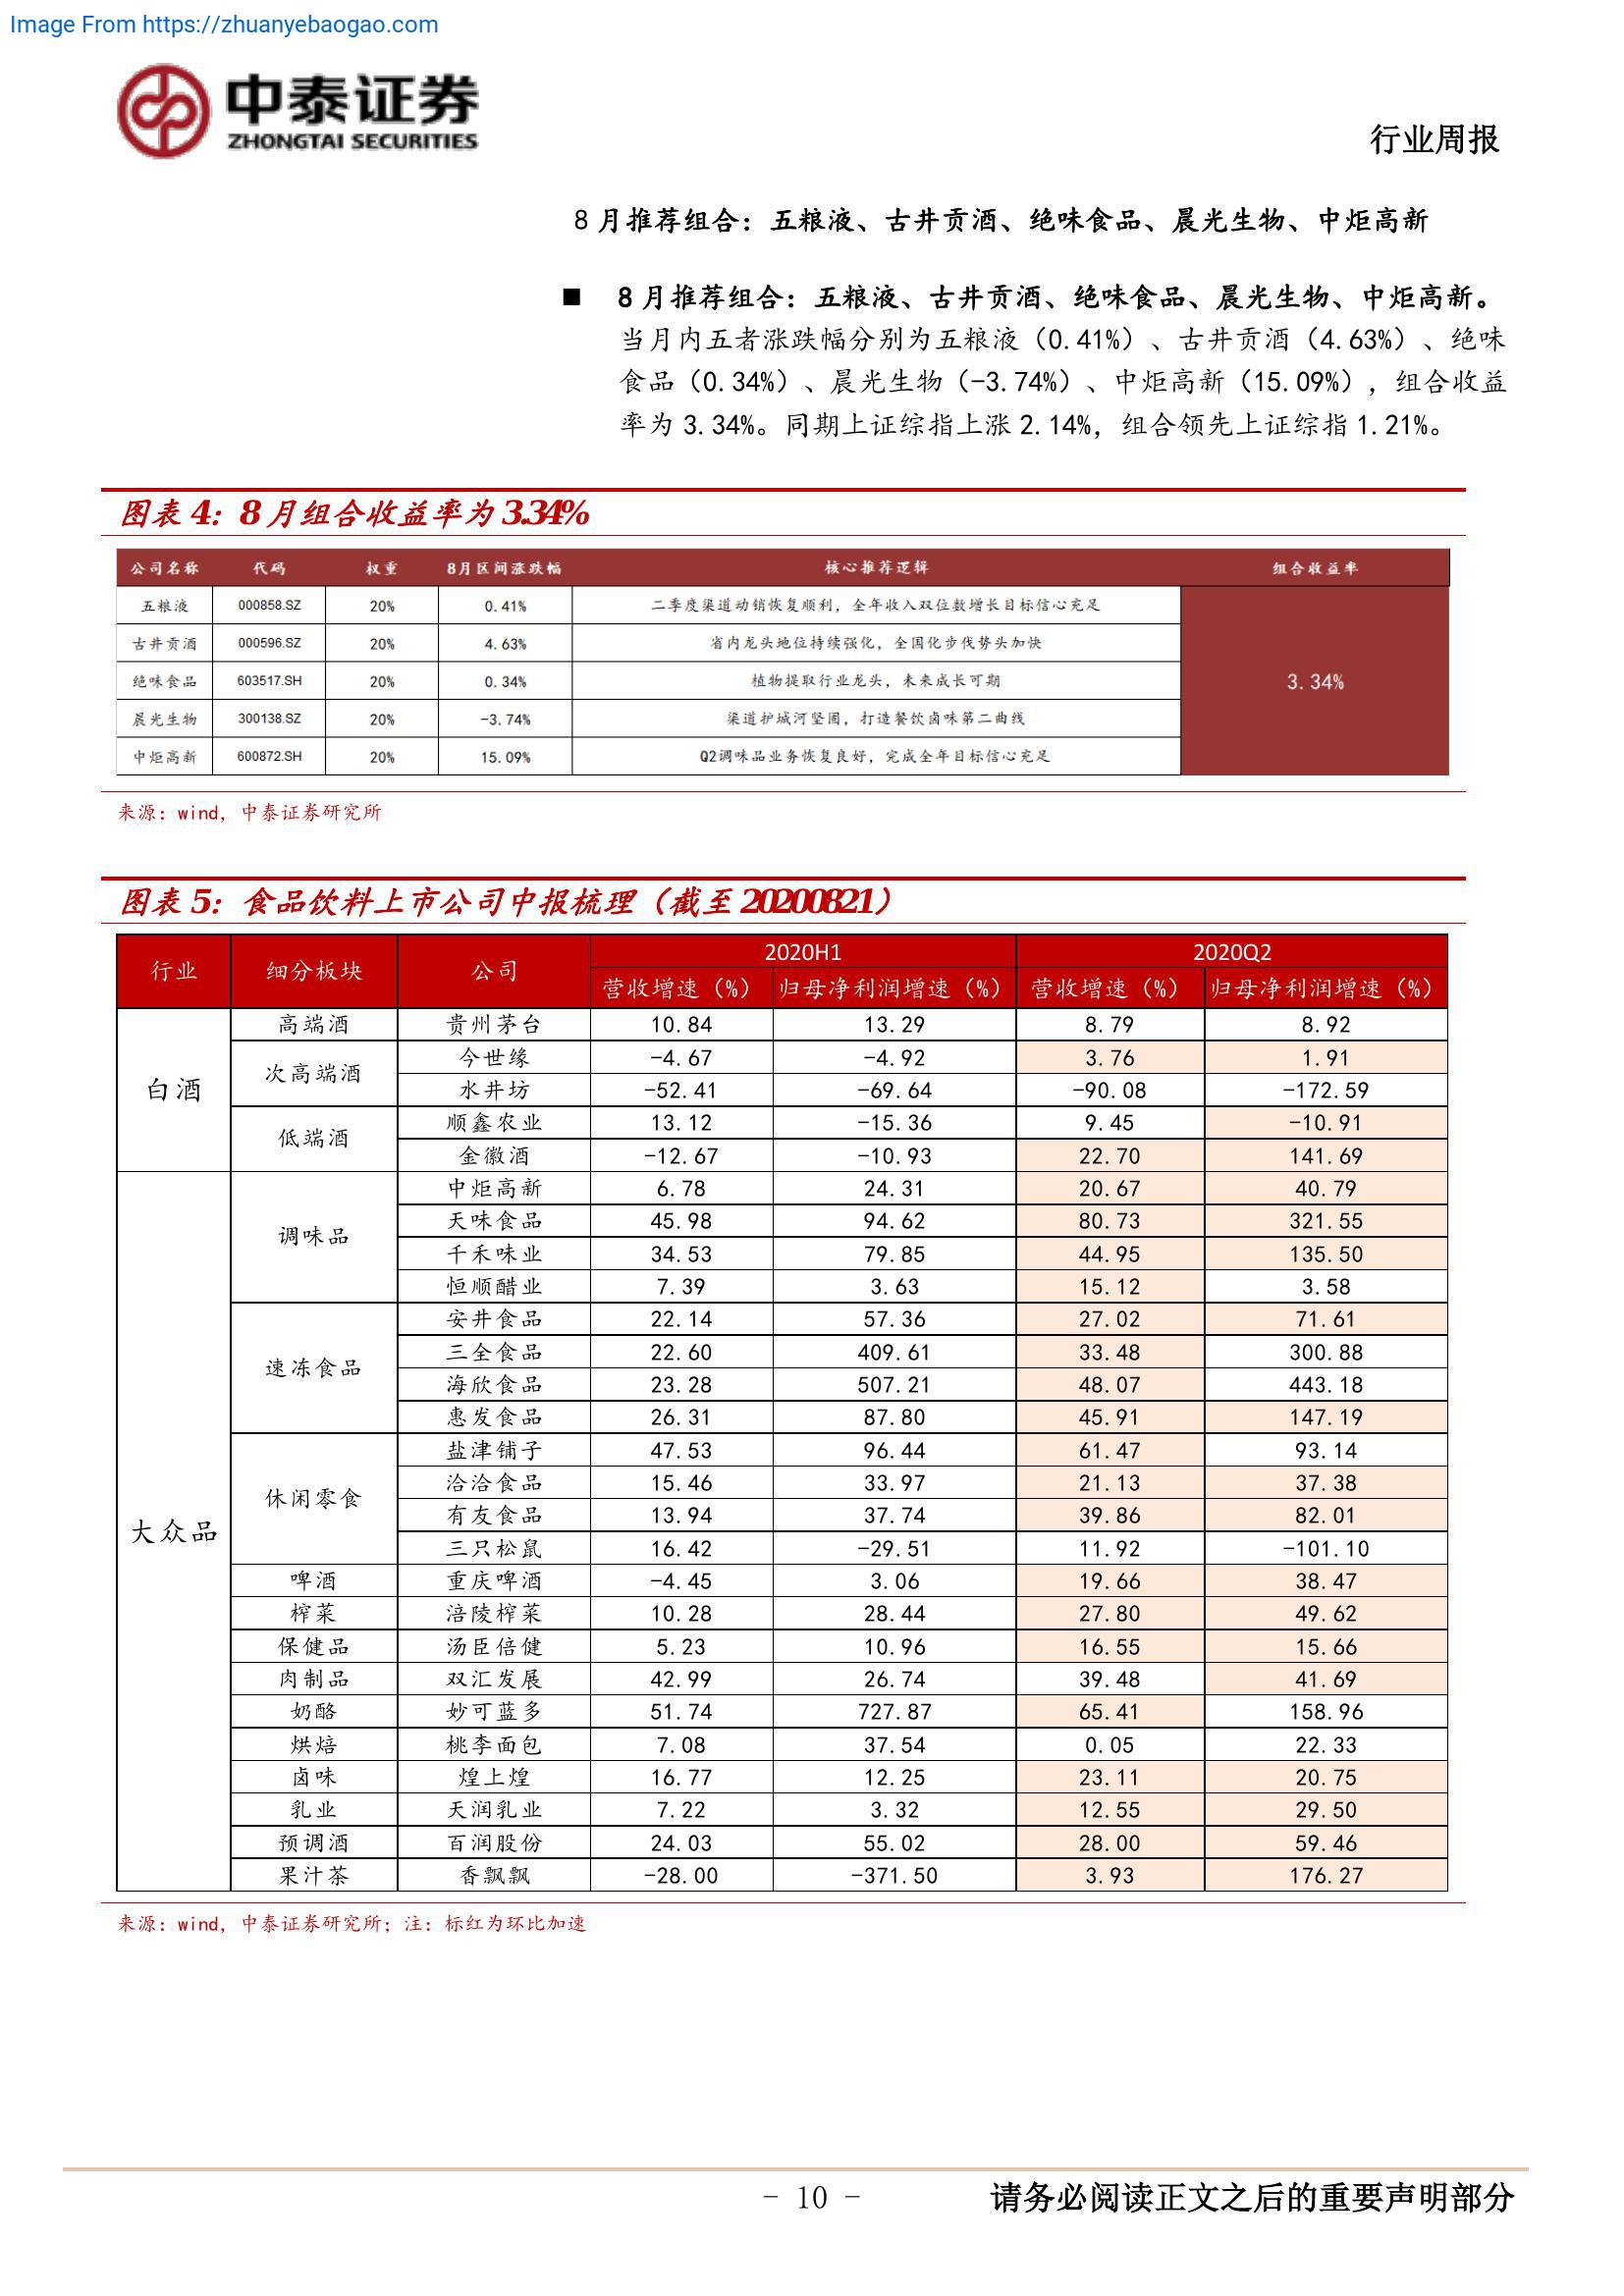 Image From https://zhuanyebaogao.com
中泰证券
ZHONGTAI SECURITIES
行业周报
8 月推荐组合：五粮液、古井贡酒、绝味食品、晨光生物、中炬高新
■ 8 月推荐组合：五粮液、古井贡酒、绝味食品、晨光生物、中炬高新。
当月内五者涨跌幅分别为五粮液（0.41%）、古井贡酒（4.63%）、绝味
食品（0.34%）、晨光生物（-3.74%）、中炬高新（15.09%），组合收益
率为 3.34%。同期上证综指上涨 2.14%，组合领先上证综指 1.21%。
图表 4：8 月组合收益率为 3.34%
公司名称 代码 权重 8月区间涨跌幅 核心推荐逻辑 组合收益率
五粮液 000858.SZ 20% 0.41% 二季度渠道动销恢复顺利，全年收入双位数增长目标信心充足
古井贡酒 000596.SZ 20% 4.63% 省内龙头地位持续强化，全国化步伐势头加快
绝味食品 603517.SH 20% 0.34% 植物提取行业龙头，未来成长可期 3.34%
晨光生物 300138.SZ 20% -3.74% 渠道护城河坚固，打造餐饮卤味第二曲线
中炬高新 600872.SH 20% 15.09% Q2调味品业务恢复良好，完成全年目标信心充足
来源：wind，中泰证券研究所
图表 5：食品饮料上市公司中报梳理（截至 20200821）
行业 细分板块 公司 2020H1 2020Q2
营收增速（%） 归母净利润增速（%） 营收增速（%） 归母净利润增速（%）
白酒 高端酒 贵州茅台 10.84 13.29 8.79 8.92
次高端酒 今世缘 -4.67 -4.92 3.76 1.91
水井坊 -52.41 -69.64 -90.08 -172.59
低端酒 顺鑫农业 13.12 -15.36 9.45 -10.91
金徽酒 -12.67 -10.93 22.70 141.69
大众品 调味品 中炬高新 6.78 24.31 20.67 40.79
天味食品 45.98 94.62 80.73 321.55
千禾味业 34.53 79.85 44.95 135.50
恒顺醋业 7.39 3.63 15.12 3.58
速冻食品 安井食品 22.14 57.36 27.02 71.61
三全食品 22.60 409.61 33.48 300.88
海欣食品 23.28 507.21 48.07 443.18
惠发食品 26.31 87.80 45.91 147.19
休闲零食 盐津铺子 47.53 96.44 61.47 93.14
洽洽食品 15.46 33.97 21.13 37.38
有友食品 13.94 37.74 39.86 82.01
三只松鼠 16.42 -29.51 11.92 -101.10
啤酒 重庆啤酒 -4.45 3.06 19.66 38.47
榨菜 涪陵榨菜 10.28 28.44 27.80 49.62
保健品 汤臣倍健 5.23 10.96 16.55 15.66
肉制品 双汇发展 42.99 26.74 39.48 41.69
奶酪 妙可蓝多 51.74 727.87 65.41 158.96
烘焙 桃李面包 7.08 37.54 0.05 22.33
卤味 煌上煌 16.77 12.25 23.11 20.75
乳业 天润乳业 7.22 3.32 12.55 29.50
预调酒 百润股份 24.03 55.02 28.00 59.46
果汁茶 香飘飘 -28.00 -371.50 3.93 176.27
来源：wind，中泰证券研究所；注：标红为环比加速
- 10 -
请务必阅读正文之后的重要声明部分